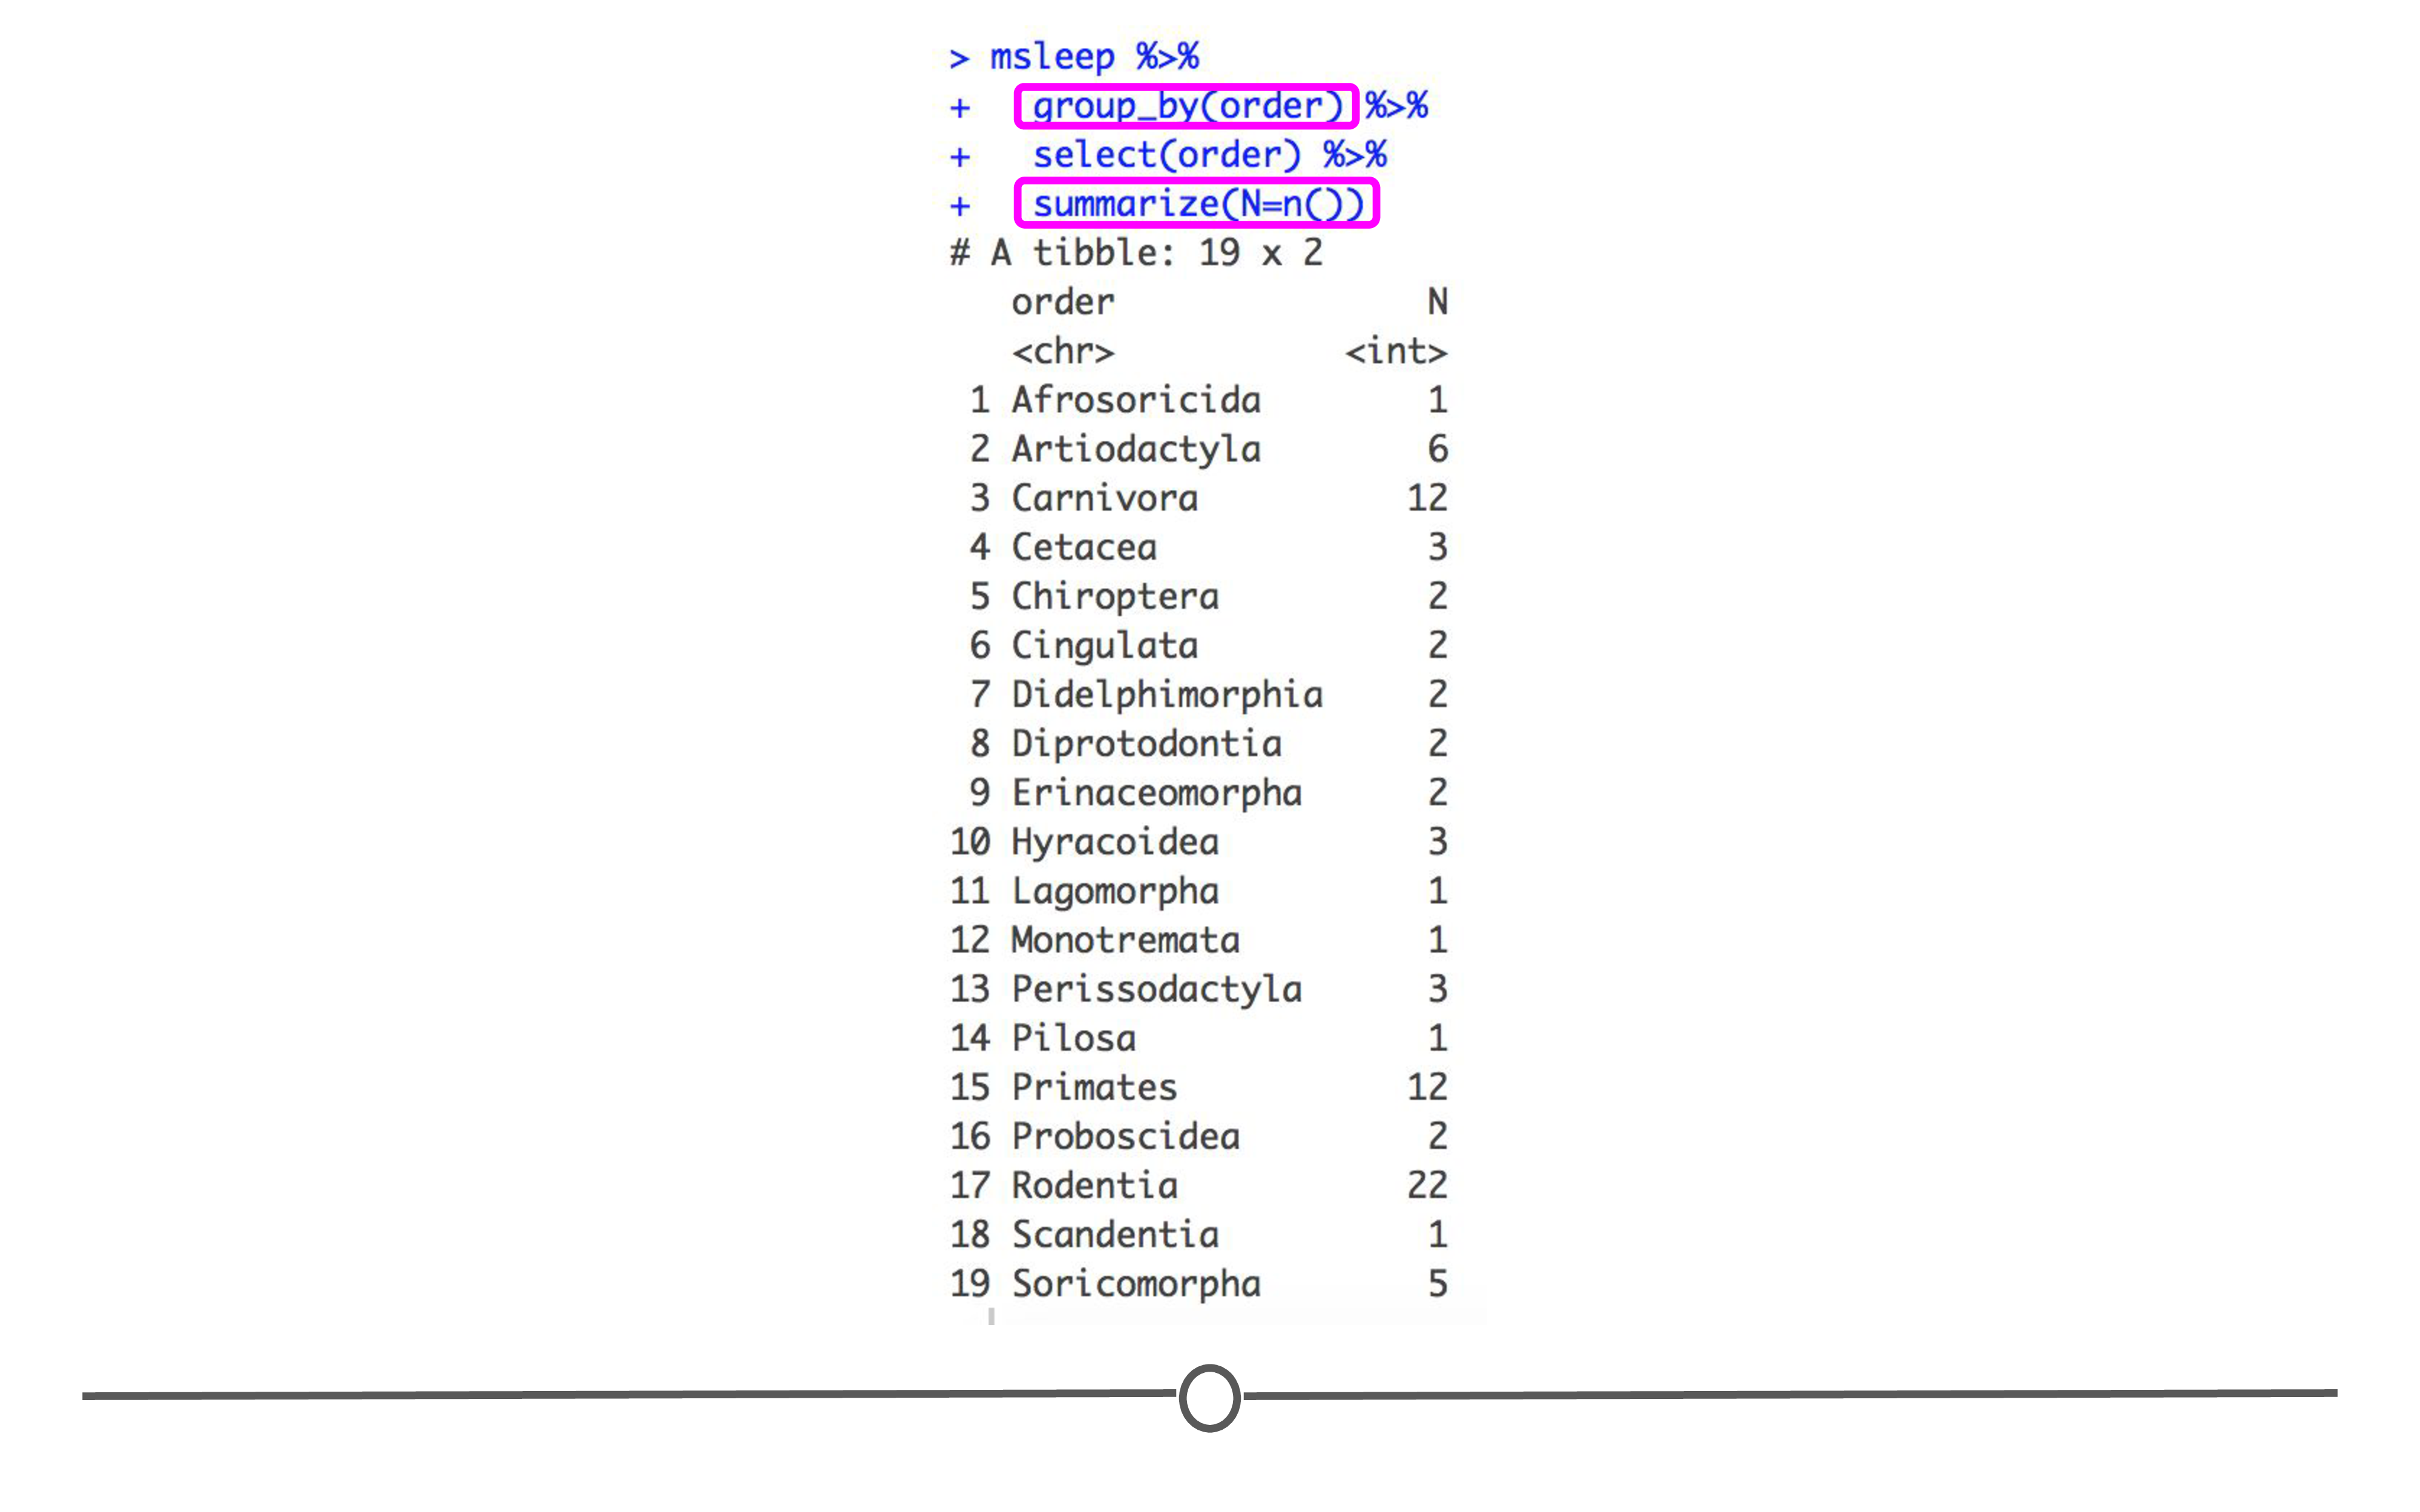 > msleep %>%
+   group_by(order) %>%
+   select(order) %>%
+   summarize(N=n())
# A tibble: 19 x 2
   order               N
   <chr>           <int>
 1 Afrosoricida        1
 2 Artiodactyla        6
 3 Carnivora          12
 4 Cetacea             3
 5 Chiroptera          2
 6 Cingulata           2
 7 Didelphimorphia     2
 8 Diprotodontia       2
 9 Erinaceomorpha      2
10 Hyracoidea          3
11 Lagomorpha          1
12 Monotremata         1
13 Perissodactyla      3
14 Pilosa              1
15 Primates           12
16 Proboscidea         2
17 Rodentia           22
18 Scandentia          1
19 Soricomorpha        5